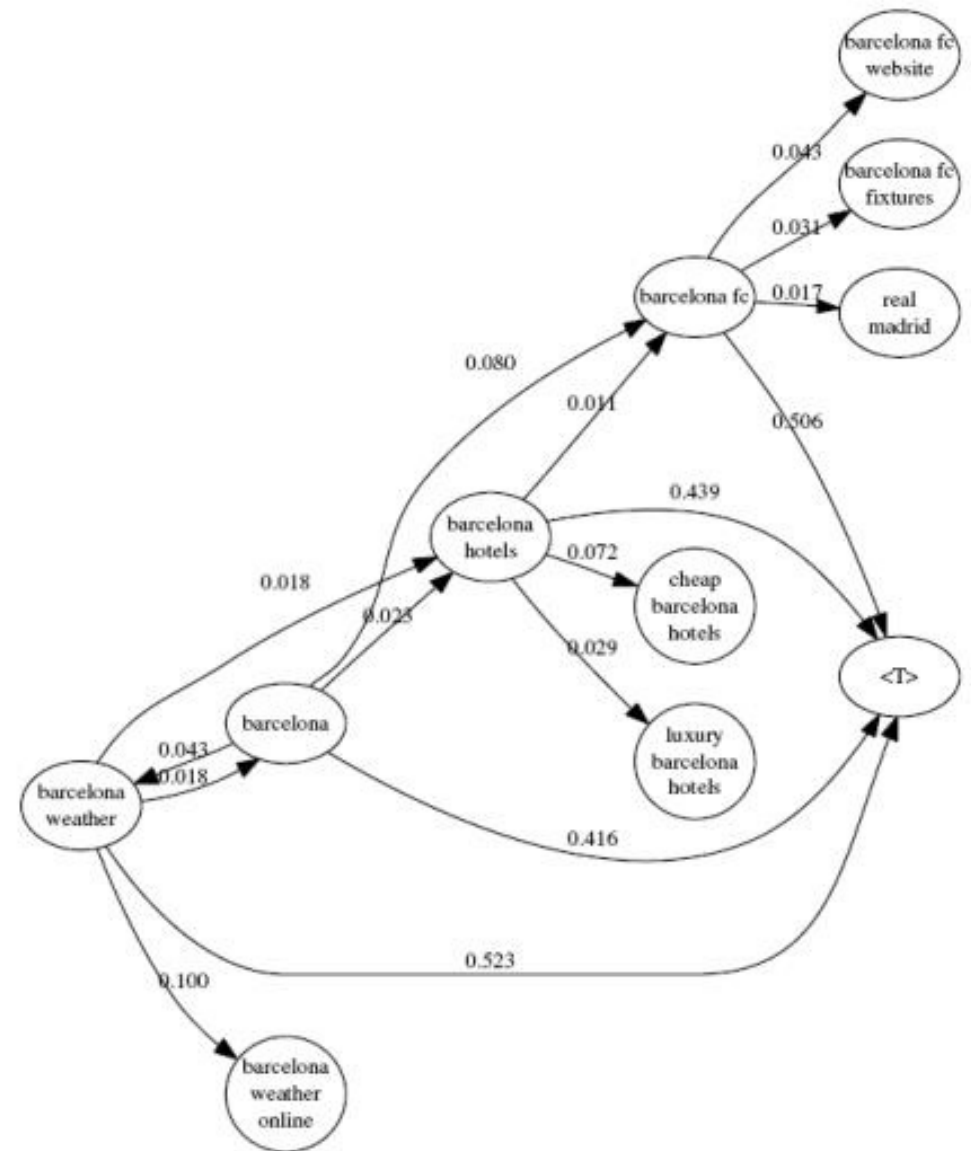 barcelona fc
website
0.043
barcelona fc
fixtures
0.031
barcelona fc
0.017
real
madrid
0.080
0.011
0.506
0.439
barcelona
hotels
0.072
cheap
barcelona
hotels
0.018
0.023
0.029
<T>
barcelona
luxury
barcelona
hotels
0.043
0.018
barcelona
weather
0.416
0.523
0.100
barcelona
weather
online